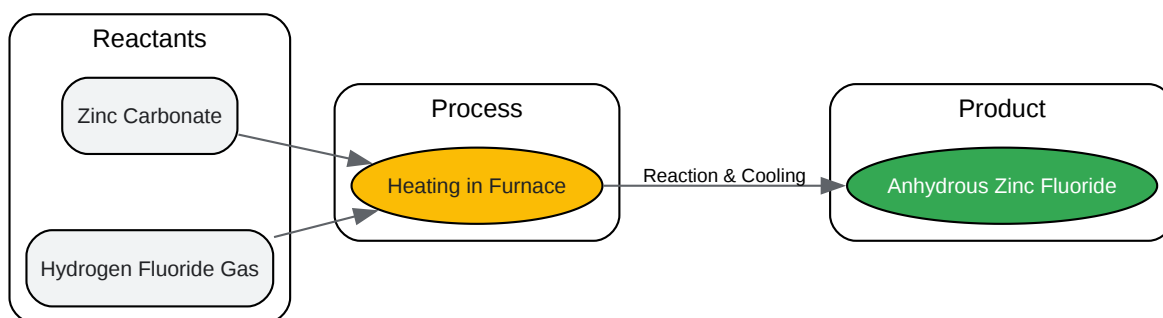 Reactants
Zinc Carbonate
Hydrogen Fluoride Gas
Process
Heating in Furnace
Reaction & Cooling
Product
Anhydrous Zinc Fluoride